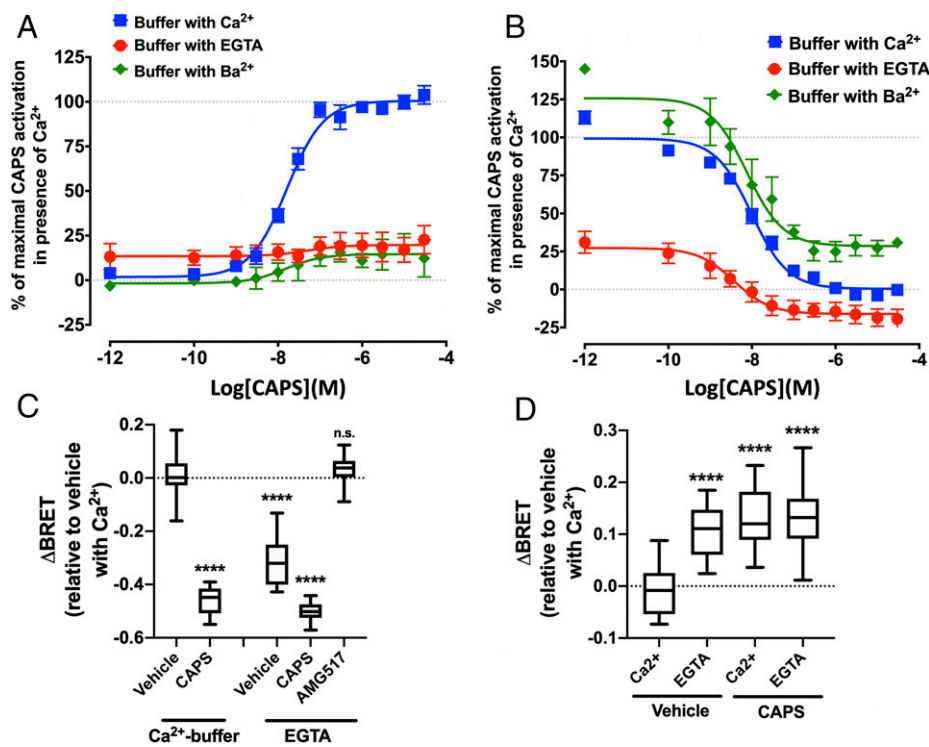 A
Buffer with Ca²⁺
Buffer with EGTA
Buffer with Ba²⁺
% of maximal CAPS activation
in presence of Ca²⁺
125
100
75
50
25
0
-25
-12
-10
-8
-6
-4
Log[CAPS](M)
B
Buffer with Ca²⁺
Buffer with EGTA
Buffer with Ba²⁺
% of maximal CAPS activation
in presence of Ca²⁺
150
125
100
75
50
25
0
-25
-12
-10
-8
-6
-4
Log[CAPS](M)
C
ΔBRET
(relative to vehicle
with Ca²⁺)
0.2
0.0
-0.2
-0.4
-0.6
****
****
****
n.s.
Vehicle
CAPS
Vehicle
CAPS
AMG517
Ca²⁺-buffer
EGTA
D
ΔBRET
(relative to vehicle
with Ca²⁺)
0.3
0.2
0.1
0.0
-0.1
****
****
****
Ca2+
EGTA
Ca2+
EGTA
Vehicle
CAPS